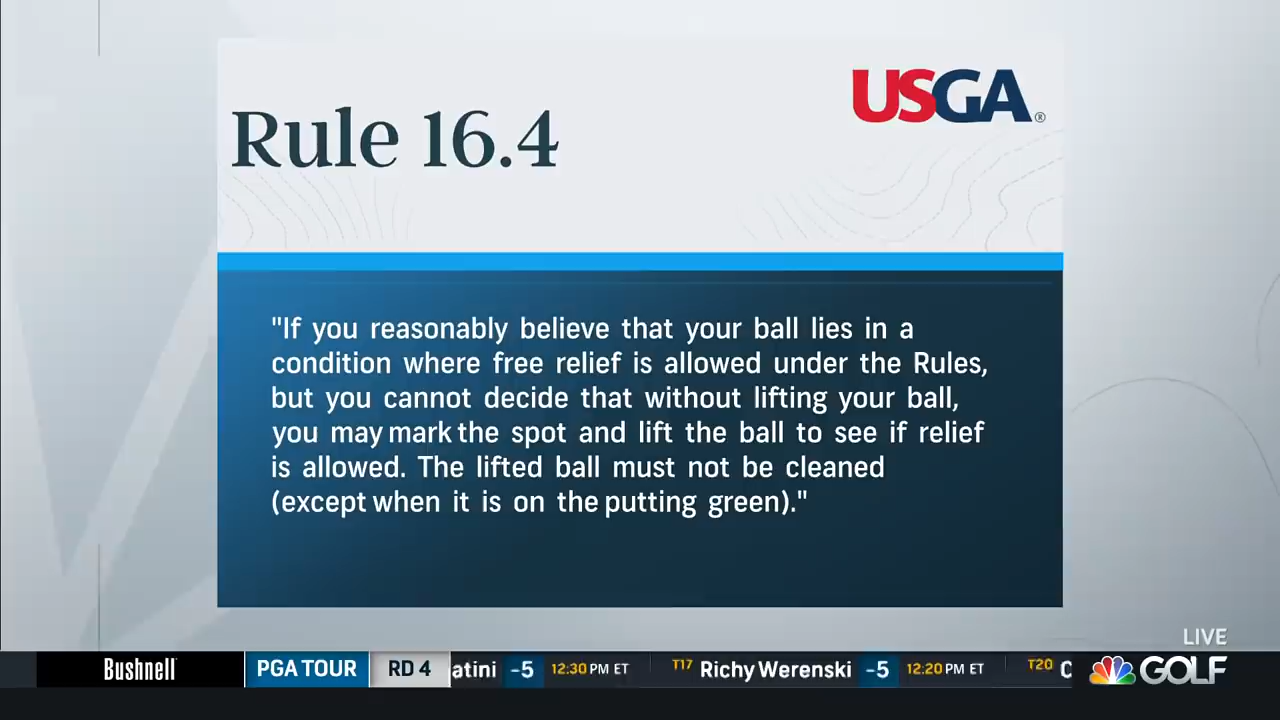 Rule 16.4
USGA®
"If you reasonably believe that your ball lies in a
condition where free relief is allowed under the Rules,
but you cannot decide that without lifting your ball,
you may mark the spot and lift the ball to see if relief
is allowed. The lifted ball must not be cleaned
(except when it is on the putting green)."
LIVE
Bushnell PGA TOUR RD 4 atini -5 12:30 PM ET T17 Richy Werenski -5 12:20 PM ET T20 GOLF